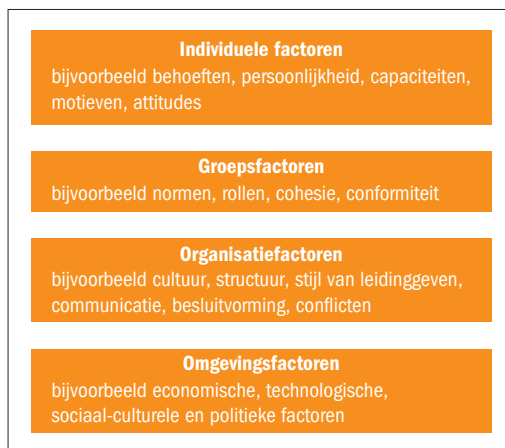 Individuele factoren
bijvoorbeeld behoeften, persoonlijkheid, capaciteiten,
motieven, attitudes
Groepsfactoren
bijvoorbeeld normen, rollen, cohesie, conformiteit
Organisatiefactoren
bijvoorbeeld cultuur, structuur, stijl van leidinggeven,
communicatie, besluitvorming, conflicten
Omgevingsfactoren
bijvoorbeeld economische, technologische,
sociaal-culturele en politieke factoren